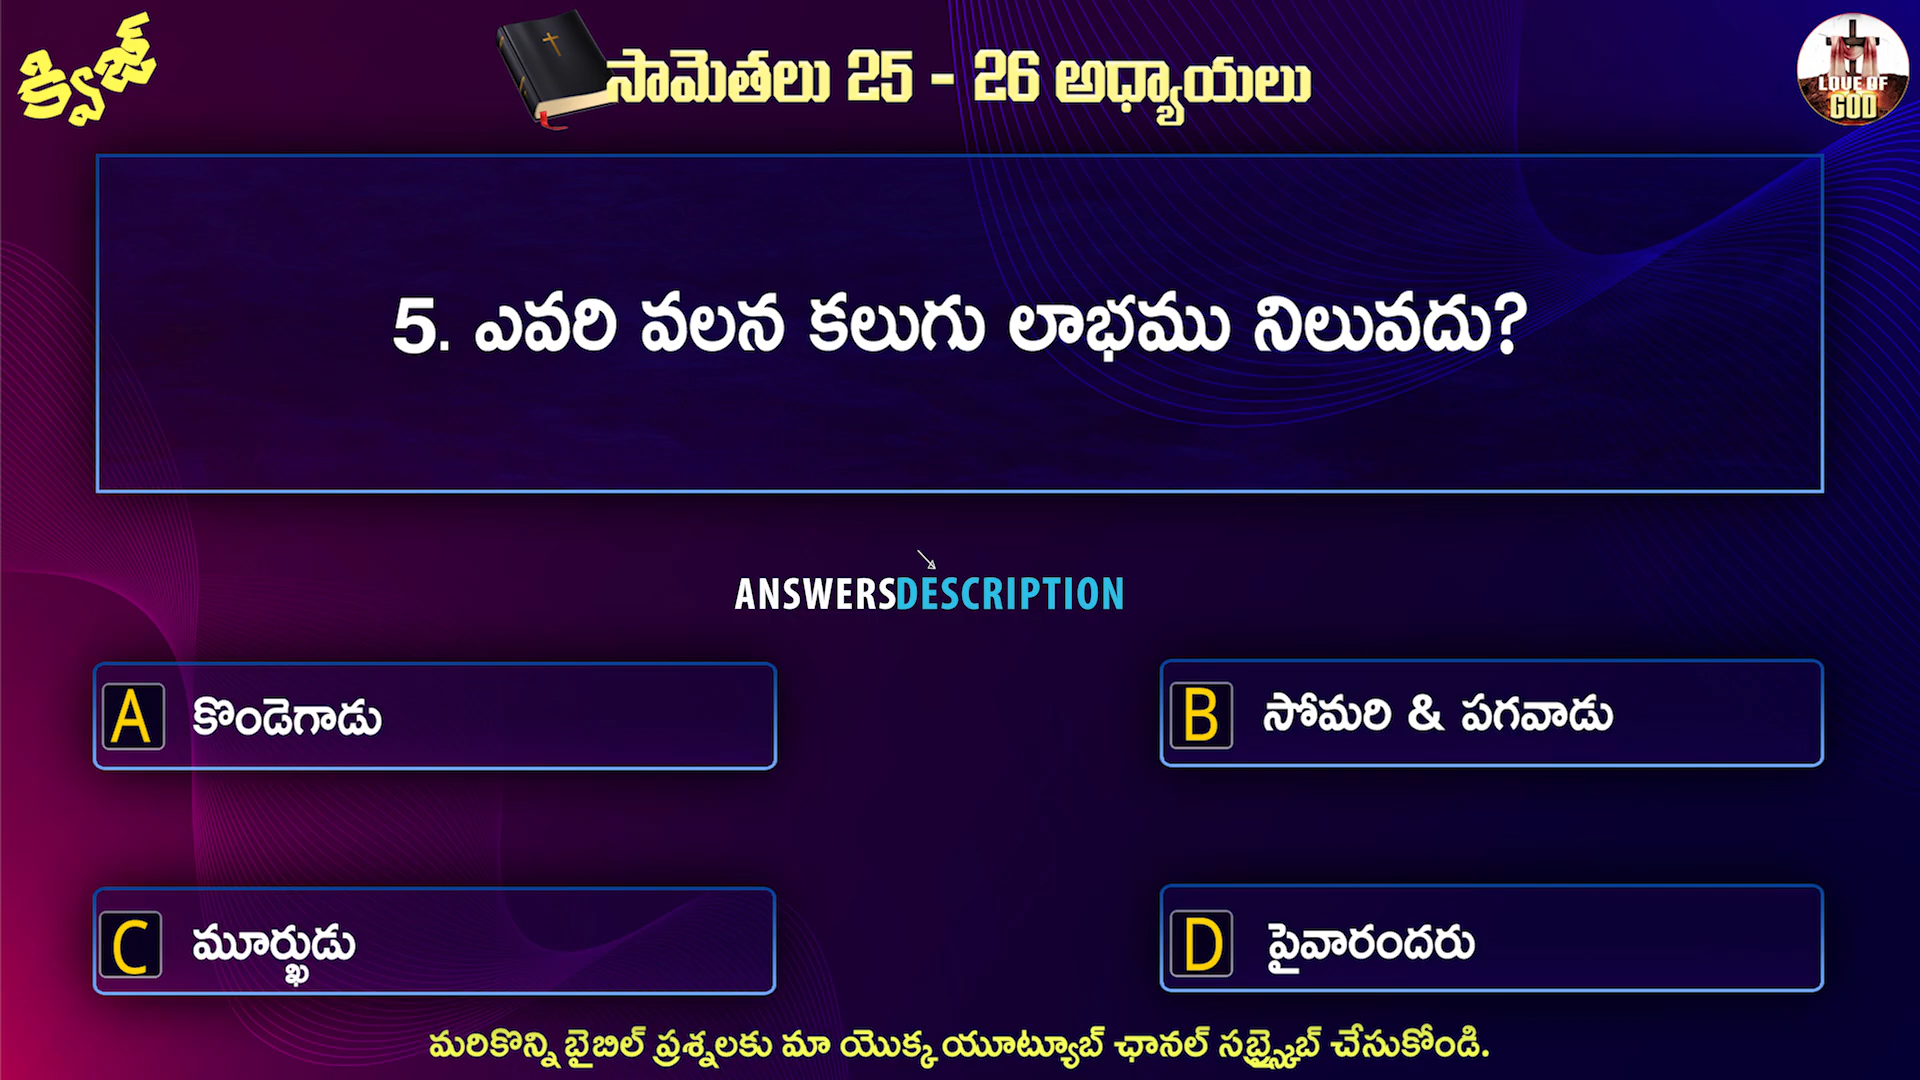 క్విజ్
సామెతలు 25 - 26 అధ్యాయలు
LOVE OF
GOD
5. ఎవరి వలన కలుగు లాభము నిలువదు?
ANSWERSDESCRIPTION
A కొండెగాడు
B సోమరి & పగవాడు
C మూర్ఖుడు
D పైవారందరు
మరికొన్ని బైబిల్ ప్రశ్నలకు మా యొక్క యూట్యూబ్ ఛానల్ సబ్స్క్రైబ్ చేసుకోండి.